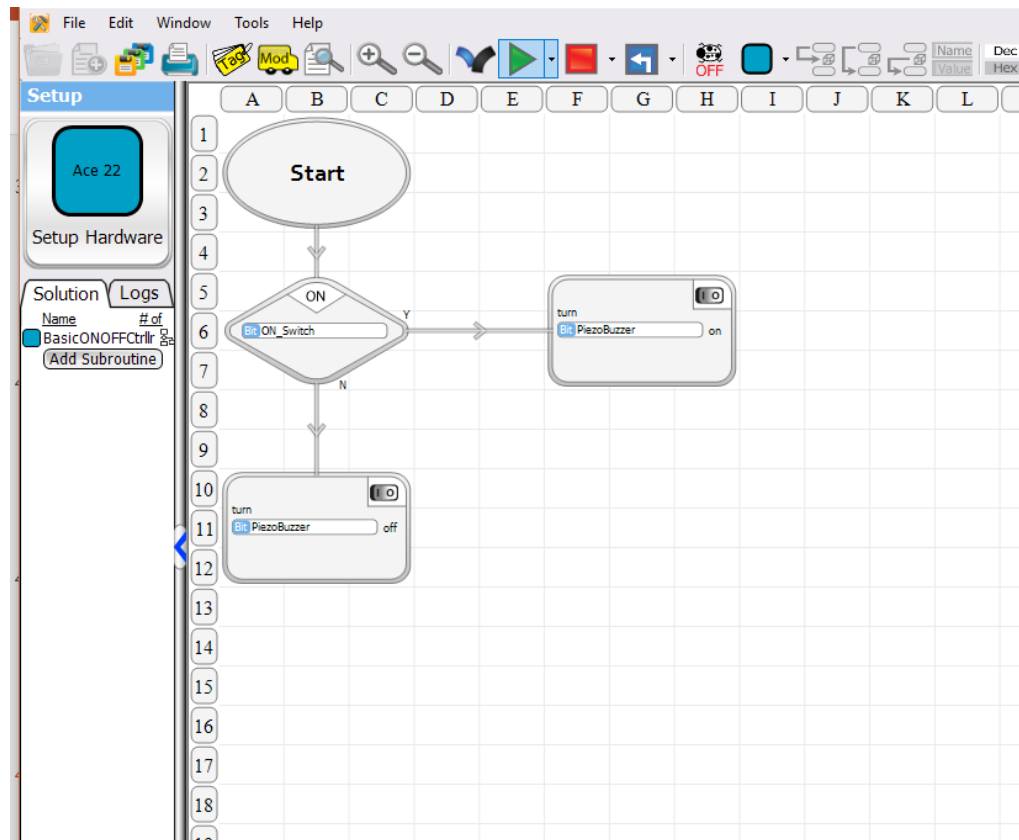 File Edit Window Tools Help
Tag Mod OFF Name Dec
Value Hex
Setup
A B C D E F G H I J K L
Ace 22
Setup Hardware
Solution Logs
Name # of
BasicONOFFCtrllr
Add Subroutine
1
2
3
4
5
6
7
8
9
10
11
12
13
14
15
16
17
18
Start
ON
Bit ON_Switch
Y
N
I O
turn
Bit PiezoBuzzer on
I O
turn
Bit PiezoBuzzer off